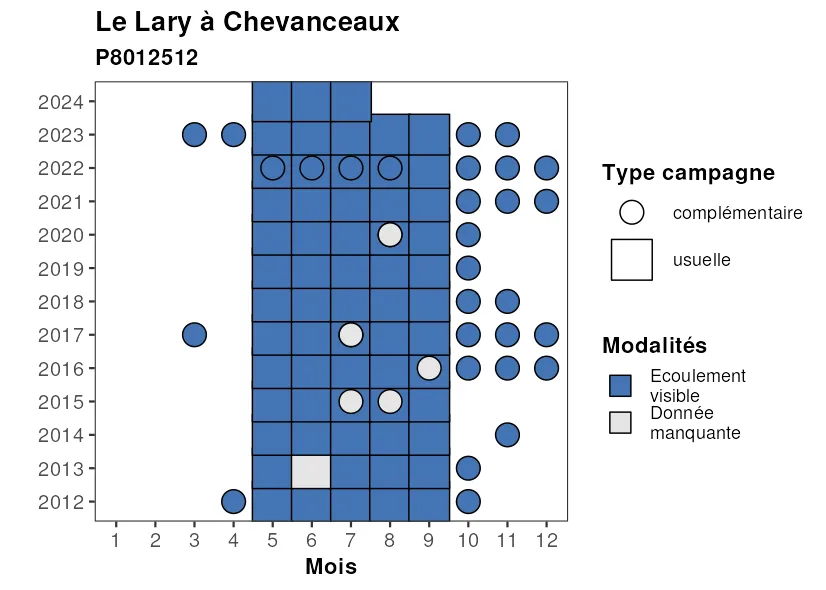 Le Lary à Chevanceaux
P8012512
2024
2023
2022
2021
2020
2019
2018
2017
2016
2015
2014
2013
2012
1 2 3 4 5 6 7 8 9 10 11 12
Mois
Type campagne
complémentaire
usuelle
Modalités
Ecoulement
visible
Donnée
manquante